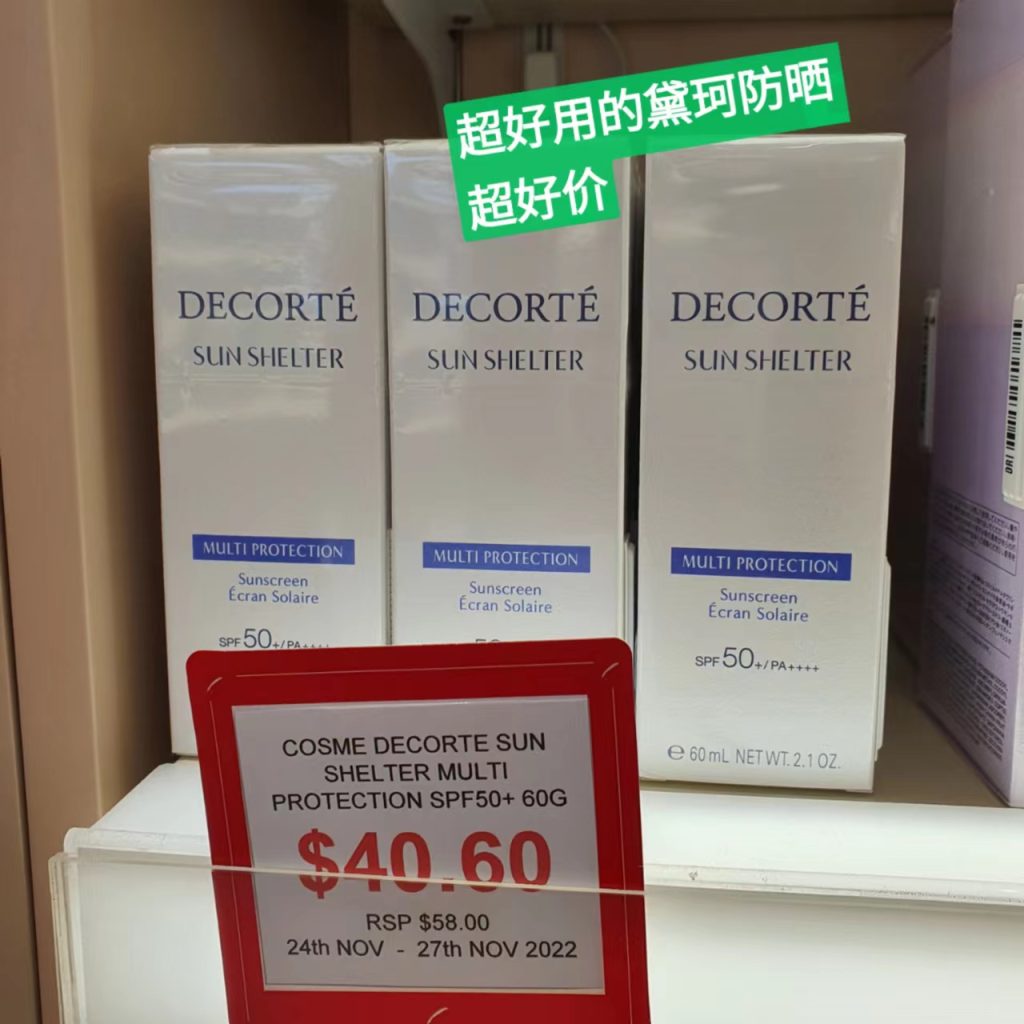 超好用的黛珂防晒
超好价
DECORTÉ
SUN SHELTER
MULTI PROTECTION
Sunscreen
Écran Solaire
SPF 50+/PA++++
DECORTÉ
SUN SHELTER
MULTI PROTECTION
Sunscreen
Écran Solaire
DECORTÉ
SUN SHELTER
MULTI PROTECTION
Sunscreen
Écran Solaire
SPF 50+/PA++++
e 60mL NET WT. 2.1 OZ.
COSME DECORTE SUN
SHELTER MULTI
PROTECTION SPF50+ 60G
$40.60
RSP $58.00
24th NOV - 27th NOV 2022